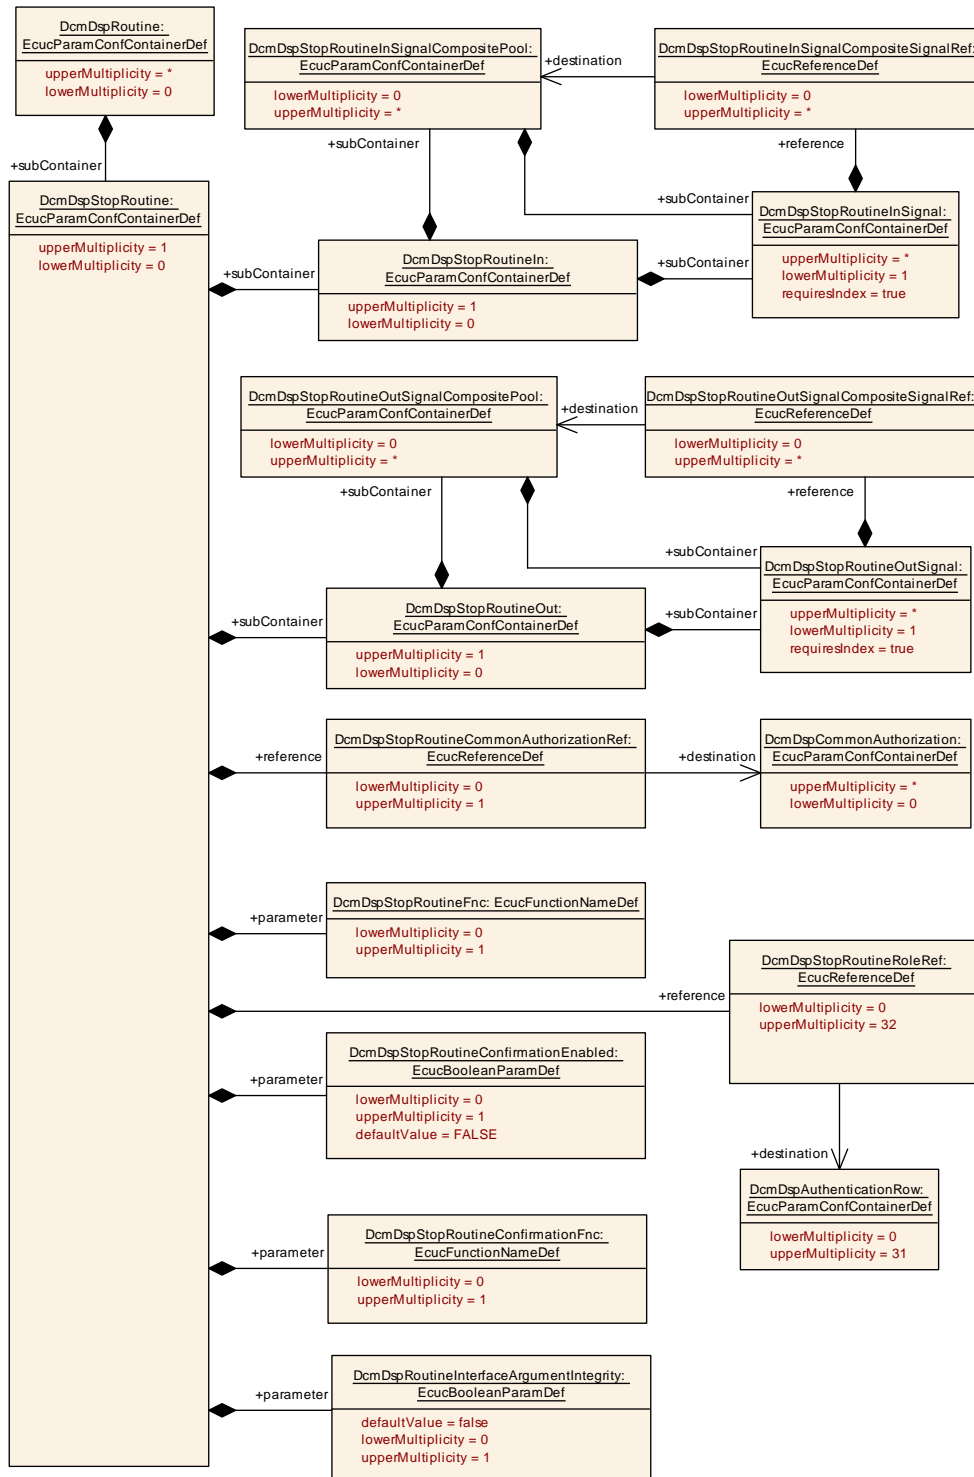 DcmDspRoutine:
EcucParamConfContainerDef
upperMultiplicity = *
lowerMultiplicity = 0
+subContainer
DcmDspStopRoutine:
EcucParamConfContainerDef
upperMultiplicity = 1
lowerMultiplicity = 0
DcmDspStopRoutineInSignalCompositePool:
EcucParamConfContainerDef
lowerMultiplicity = 0
upperMultiplicity = *
+destination
DcmDspStopRoutineInSignalCompositeSignalRef:
EcucReferenceDef
lowerMultiplicity = 0
upperMultiplicity = *
+subContainer
+reference
+subContainer
DcmDspStopRoutineInSignal:
EcucParamConfContainerDef
upperMultiplicity = *
lowerMultiplicity = 1
requiresIndex = true
+subContainer
DcmDspStopRoutineIn:
EcucParamConfContainerDef
upperMultiplicity = 1
lowerMultiplicity = 0
+subContainer
DcmDspStopRoutineOutSignalCompositePool:
EcucParamConfContainerDef
lowerMultiplicity = 0
upperMultiplicity = *
+destination
DcmDspStopRoutineOutSignalCompositeSignalRef:
EcucReferenceDef
lowerMultiplicity = 0
upperMultiplicity = *
+subContainer
+reference
+subContainer
DcmDspStopRoutineOutSignal:
EcucParamConfContainerDef
upperMultiplicity = *
lowerMultiplicity = 1
requiresIndex = true
+subContainer
DcmDspStopRoutineOut:
EcucParamConfContainerDef
upperMultiplicity = 1
lowerMultiplicity = 0
+subContainer
+reference
DcmDspStopRoutineCommonAuthorizationRef:
EcucReferenceDef
lowerMultiplicity = 0
upperMultiplicity = 1
+destination
DcmDspCommonAuthorization:
EcucParamConfContainerDef
upperMultiplicity = *
lowerMultiplicity = 0
+parameter
DcmDspStopRoutineFnc: EcucFunctionNameDef
lowerMultiplicity = 0
upperMultiplicity = 1
+reference
DcmDspStopRoutineRoleRef:
EcucReferenceDef
lowerMultiplicity = 0
upperMultiplicity = 32
+parameter
DcmDspStopRoutineConfirmationEnabled:
EcucBooleanParamDef
lowerMultiplicity = 0
upperMultiplicity = 1
defaultValue = FALSE
+destination
DcmDspAuthenticationRow:
EcucParamConfContainerDef
lowerMultiplicity = 0
upperMultiplicity = 31
+parameter
DcmDspStopRoutineConfirmationFnc:
EcucFunctionNameDef
lowerMultiplicity = 0
upperMultiplicity = 1
+parameter
DcmDspRoutineInterfaceArgumentIntegrity:
EcucBooleanParamDef
defaultValue = false
lowerMultiplicity = 0
upperMultiplicity = 1